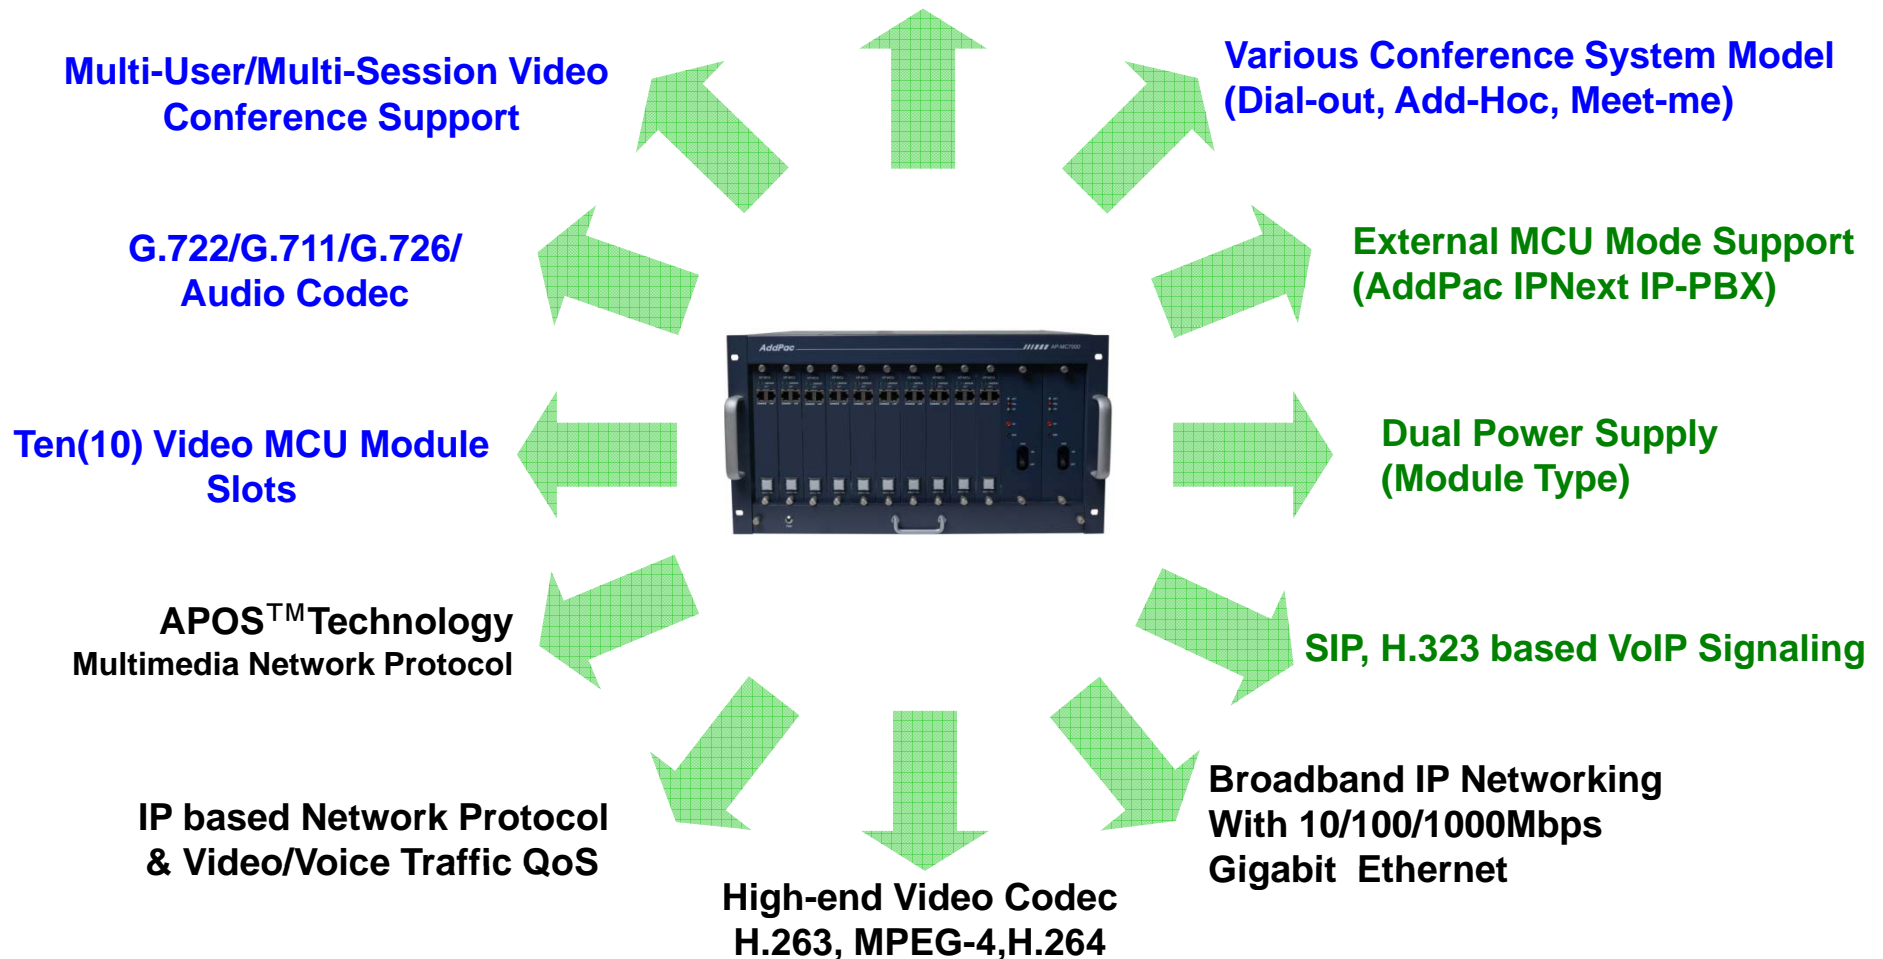 Multi-User/Multi-Session Video
Conference Support
Various Conference System Model
(Dial-out, Add-Hoc, Meet-me)
G.722/G.711/G.726/
Audio Codec
External MCU Mode Support
(AddPac IPNext IP-PBX)
AddPac
AP-MC7000
Ten(10) Video MCU Module
Slots
Dual Power Supply
(Module Type)
APOS™Technology
Multimedia Network Protocol
SIP, H.323 based VoIP Signaling
IP based Network Protocol
& Video/Voice Traffic QoS
Broadband IP Networking
With 10/100/1000Mbps
Gigabit Ethernet
High-end Video Codec
H.263, MPEG-4,H.264